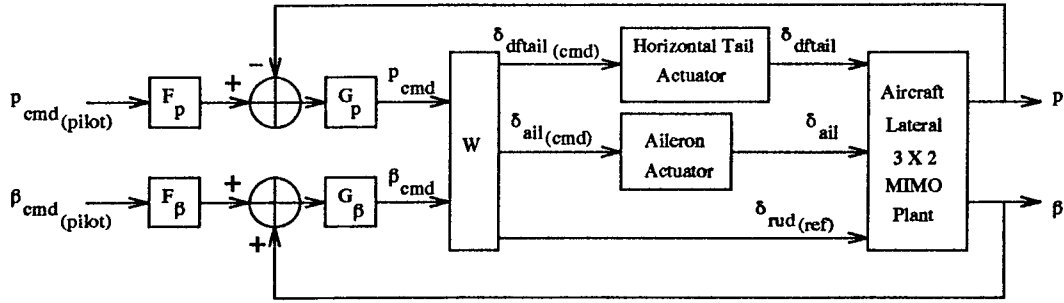 p cmd(pilot)
+
−
F p
G p
p cmd
β cmd(pilot)
+
+
F β
G β
β cmd
W
δ dftail(cmd)
Horizontal Tail
Actuator
δ dftail
δ ail(cmd)
Aileron
Actuator
δ ail
δ rud(ref)
Aircraft
Lateral
3 X 2
MIMO
Plant
P
β